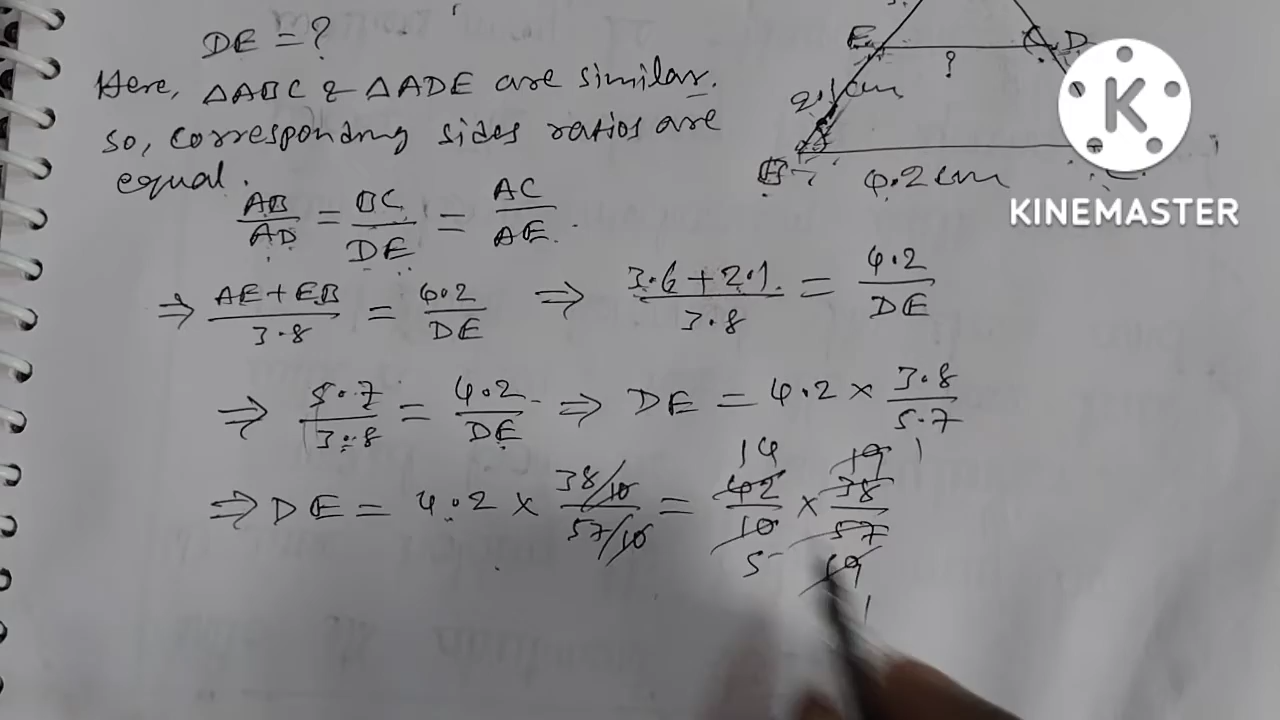 DE = ?
Here, △ABC & △ADE are similar.
so, corresponding sides ratios are
equal.
AB/AD = BC/DE = AC/AE.
⇒ (AE + EB)/3.8 = 4.2/DE ⇒ (3.6 + 2.1)/3.8 = 4.2/DE
⇒ 5.7/3.8 = 4.2/DE ⇒ DE = 4.2 × 3.8/5.7
14 19 1
⇒ DE = 4.2 × (38/10)/(57/10) = 42/10 × 38/57
5 19
1
E D
?
2.1 cm
B
4.2 cm
K
KINEMASTER